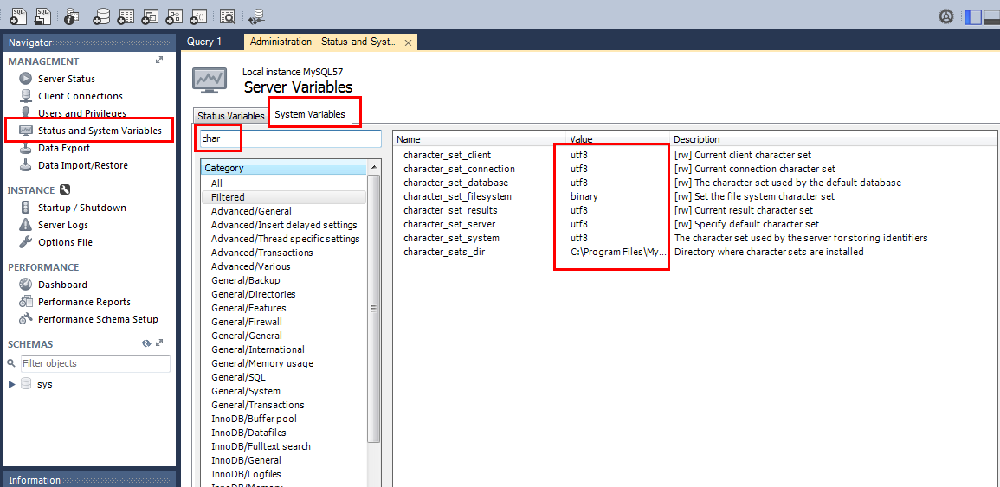 SQL SQL
Navigator
MANAGEMENT
Server Status
Client Connections
Users and Privileges
Status and System Variables
Data Export
Data Import/Restore
INSTANCE
Startup / Shutdown
Server Logs
Options File
PERFORMANCE
Dashboard
Performance Reports
Performance Schema Setup
SCHEMAS
Filter objects
sys
Information
Query 1 Administration - Status and Syst...
Local instance MySQL57
Server Variables
Status Variables System Variables
char
Category
All
Filtered
Advanced/General
Advanced/Insert delayed settings
Advanced/Thread specific settings
Advanced/Transactions
Advanced/Various
General/Backup
General/Directories
General/Features
General/Firewall
General/General
General/International
General/Memory usage
General/SQL
General/System
General/Transactions
InnoDB/Buffer pool
InnoDB/Datafiles
InnoDB/Fulltext search
InnoDB/General
InnoDB/Logfiles
InnoDB/Memory
Name Value Description
character_set_client utf8 [rw] Current client character set
character_set_connection utf8 [rw] Current connection character set
character_set_database utf8 [rw] The character set used by the default database
character_set_filesystem binary [rw] Set the file system character set
character_set_results utf8 [rw] Current result character set
character_set_server utf8 [rw] Specify default character set
character_set_system utf8 The character set used by the server for storing identifiers
character_sets_dir C:\Program Files\My... Directory where character sets are installed